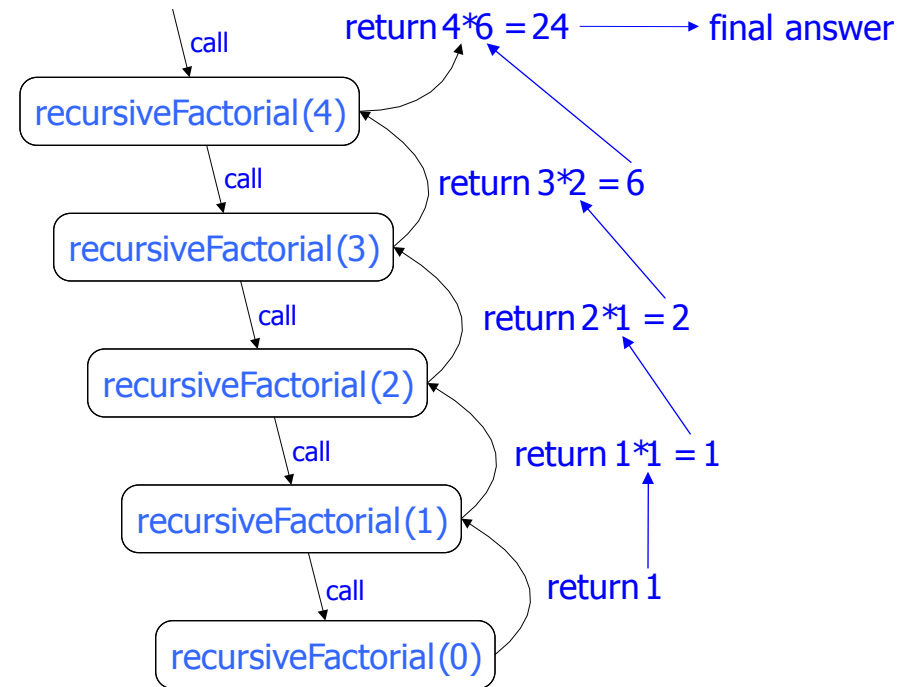 return 4*6 = 24 final answer
call
recursiveFactorial(4)
call
return 3*2 = 6
recursiveFactorial(3)
call
return 2*1 = 2
recursiveFactorial(2)
call
return 1*1 = 1
recursiveFactorial(1)
call
return 1
recursiveFactorial(0)